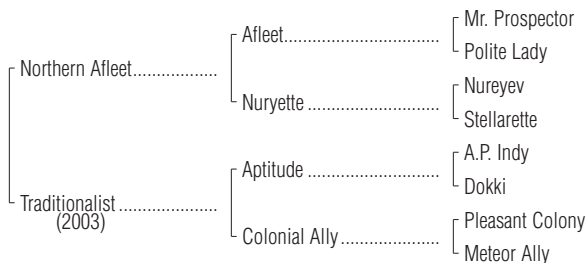 Mr. Prospector
Afleet
Polite Lady
Northern Afleet
Nureyev
Nuryette
Stellarette
A.P. Indy
Aptitude
Dokki
Traditionalist
(2003)
Pleasant Colony
Colonial Ally
Meteor Ally